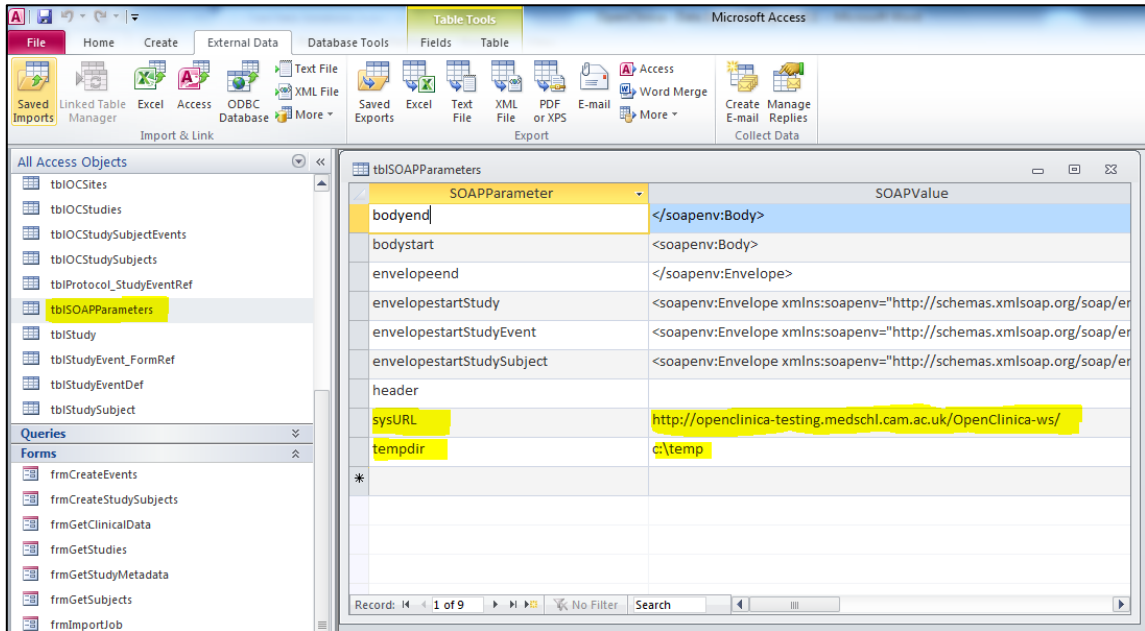 A
Table Tools
Microsoft Access
File Home Create External Data Database Tools Fields Table
Saved Imports
Linked Table Manager
Excel
Access
ODBC Database
Text File
XML File
More
Import & Link
Saved Exports
Excel
Text File
XML File
PDF or XPS
E-mail
Access
Word Merge
More
Export
Create E-mail
Manage Replies
Collect Data
All Access Objects
tblOCSites
tblOCStudies
tblOCStudySubjectEvents
tblOCStudySubjects
tblProtocol_StudyEventRef
tblSOAPParameters
tblStudy
tblStudyEvent_FormRef
tblStudyEventDef
tblStudySubject
Queries
Forms
frmCreateEvents
frmCreateStudySubjects
frmGetClinicalData
frmGetStudies
frmGetStudyMetadata
frmGetSubjects
frmImportJob
tblSOAPParameters
SOAPParameter SOAPValue
bodyend </soapenv:Body>
bodystart <soapenv:Body>
envelopeend </soapenv:Envelope>
envelopestartStudy <soapenv:Envelope xmlns:soapenv="http://schemas.xmlsoap.org/soap/er
envelopestartStudyEvent <soapenv:Envelope xmlns:soapenv="http://schemas.xmlsoap.org/soap/er
envelopestartStudySubject <soapenv:Envelope xmlns:soapenv="http://schemas.xmlsoap.org/soap/er
header
sysURL http://openclinica-testing.medschl.cam.ac.uk/OpenClinica-ws/
tempdir c:\temp
Record: 1 of 9 No Filter Search